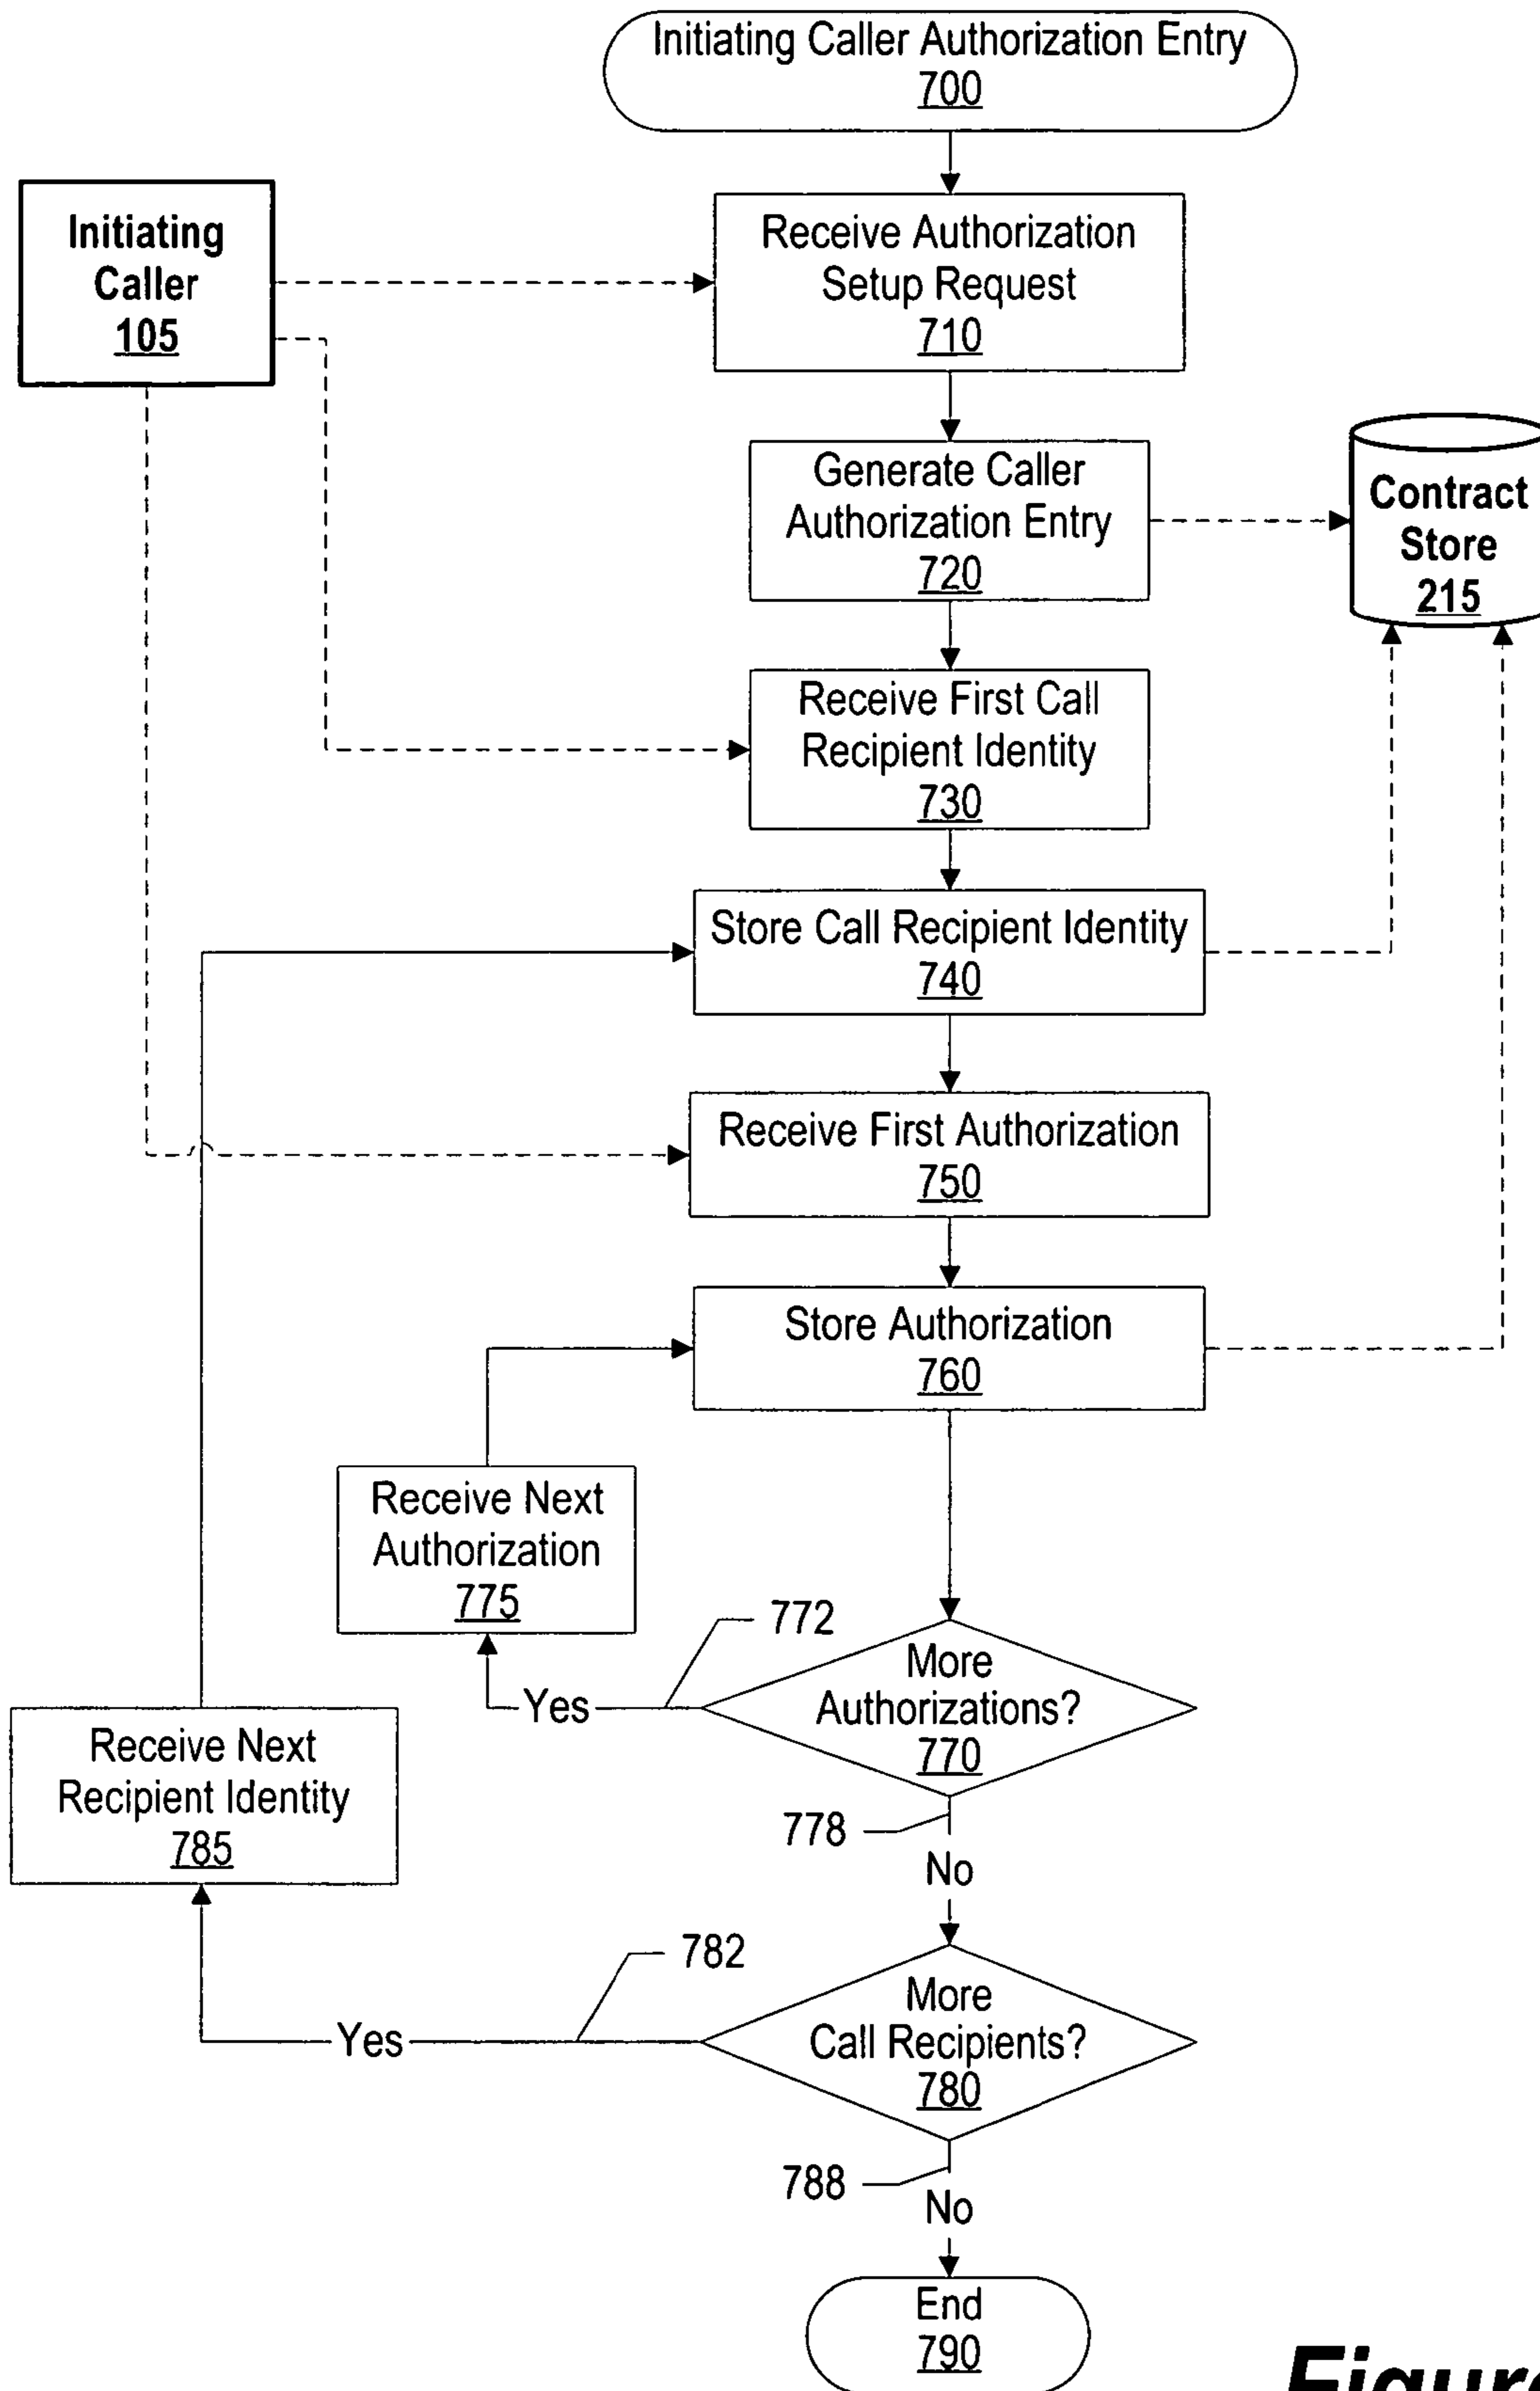 Initiating Caller Authorization Entry
700
Initiating
Caller
105
Receive Authorization
Setup Request
710
Generate Caller
Authorization Entry
720
Contract
Store
215
Receive First Call
Recipient Identity
730
Store Call Recipient Identity
740
Receive First Authorization
750
Store Authorization
760
Receive Next
Authorization
775
772
More
Authorizations?
770
Yes
Receive Next
Recipient Identity
785
778
No
782
More
Call Recipients?
780
Yes
788
No
End
790
Figure